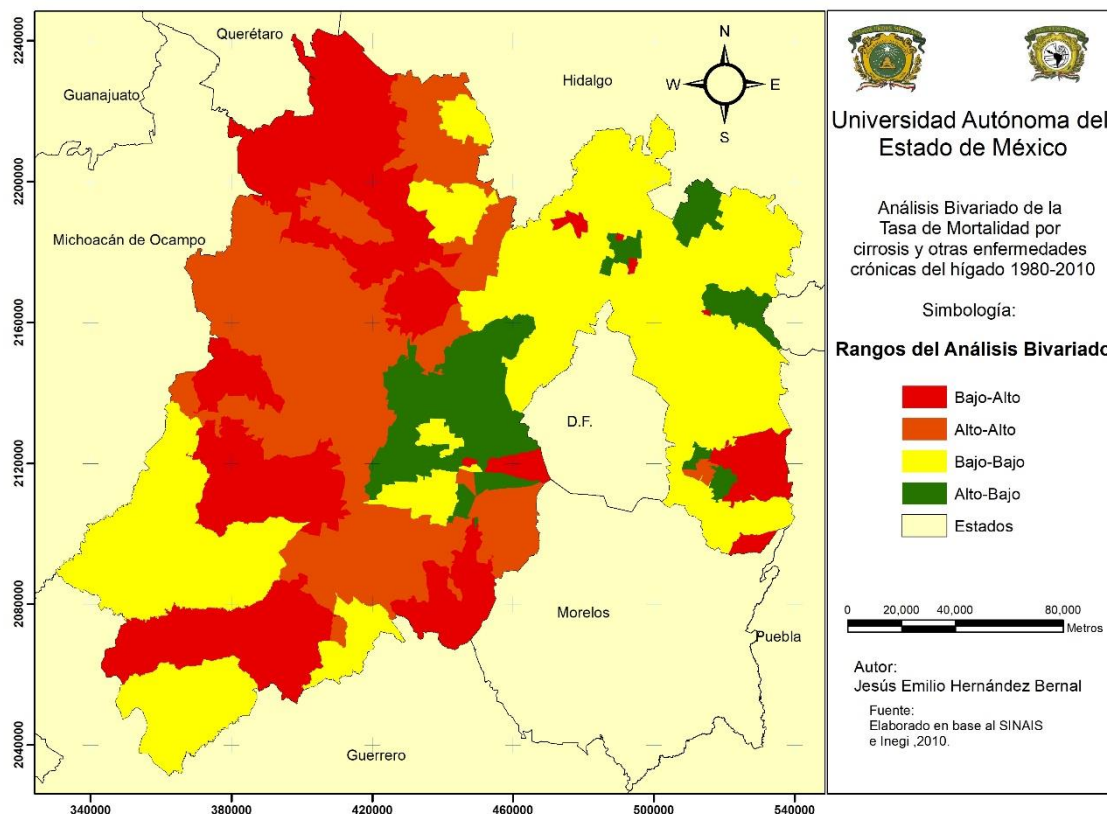 2240000
2200000
2160000
2120000
2080000
2040000
Querétaro
Guanajuato
Hidalgo
Michoacán de Ocampo
D.F.
Morelos
Puebla
Guerrero
N
W
E
S
340000
380000
420000
460000
500000
540000
Universidad Autónoma del
Estado de México
Análisis Bivariado de la
Tasa de Mortalidad por
cirrosis y otras enfermedades
crónicas del hígado 1980-2010
Simbología:
Rangos del Análisis Bivariado
Bajo-Alto
Alto-Alto
Bajo-Bajo
Alto-Bajo
Estados
0 20,000 40,000 80,000
Metros
Autor:
Jesús Emilio Hernández Bernal
Fuente:
Elaborado en base al SINAIS
e Inegi ,2010.